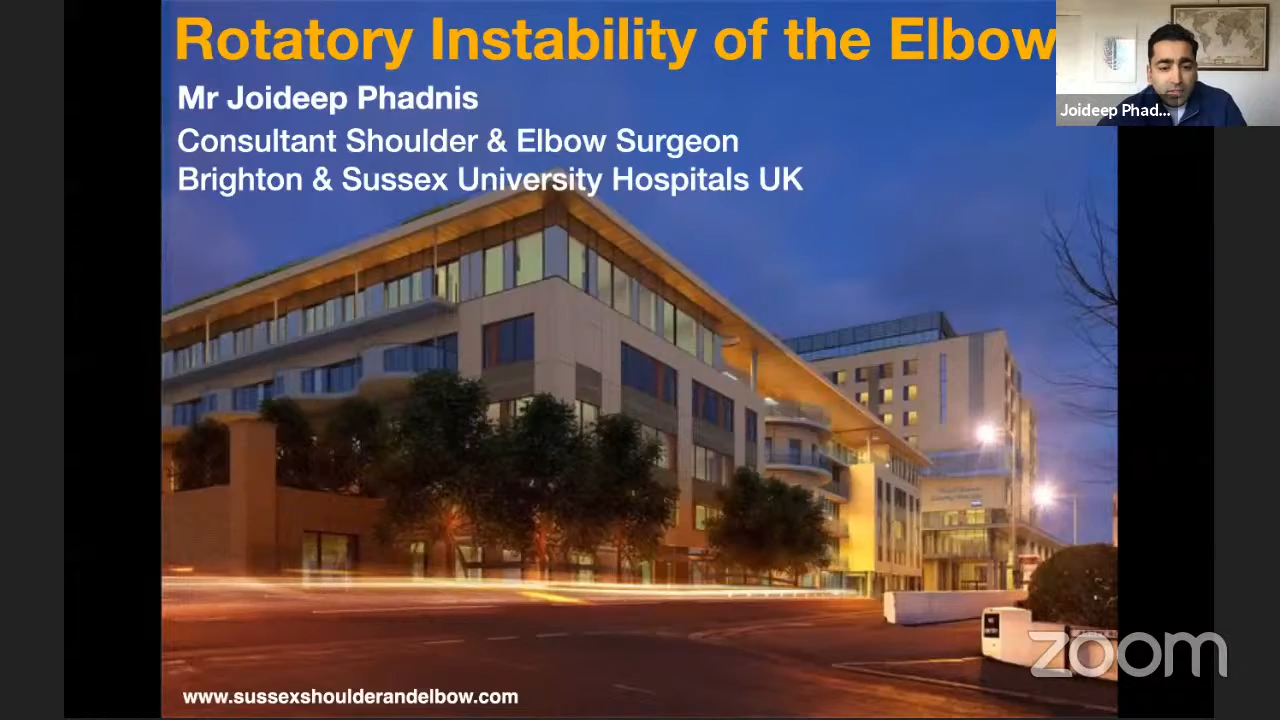 Rotatory Instability of the Elbow
Mr Joideep Phadnis
Consultant Shoulder & Elbow Surgeon
Brighton & Sussex University Hospitals UK
Joideep Phad...
zoom
www.sussexshoulderandelbow.com